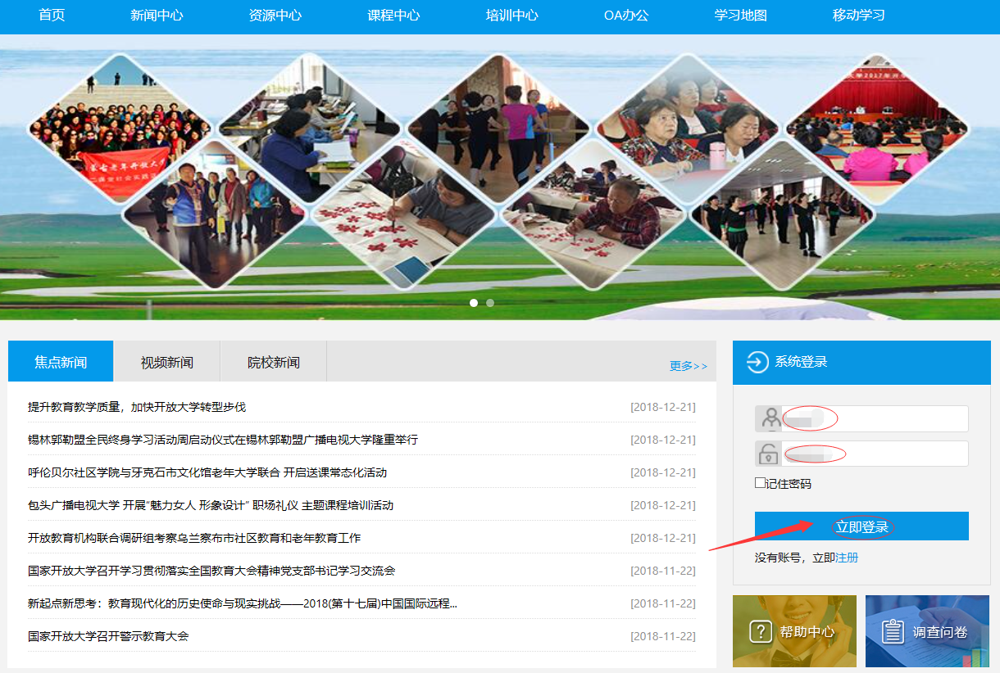 首页 新闻中心 资源中心 课程中心 培训中心 OA办公 学习地图 移动学习
焦点新闻 视频新闻 院校新闻 更多>>
提升教育教学质量，加快开放大学转型步伐 [2018-12-21]
锡林郭勒盟全民终身学习活动周启动仪式在锡林郭勒盟广播电视大学隆重举行 [2018-12-21]
呼伦贝尔社区学院与牙克石市文化馆老年大学联合 开启送课常态化活动 [2018-12-21]
包头广播电视大学 开展“魅力女人 形象设计” 职场礼仪 主题课程培训活动 [2018-12-21]
开放教育机构联合调研组考察乌兰察布市社区教育和老年教育工作 [2018-12-21]
国家开放大学召开学习贯彻落实全国教育大会精神党支部书记学习交流会 [2018-11-22]
新起点新思考：教育现代化的历史使命与现实挑战——2018(第十七届)中国国际远程... [2018-11-22]
国家开放大学召开警示教育大会 [2018-11-22]
系统登录
记住密码
立即登录
没有账号，立即注册
帮助中心
调查问卷